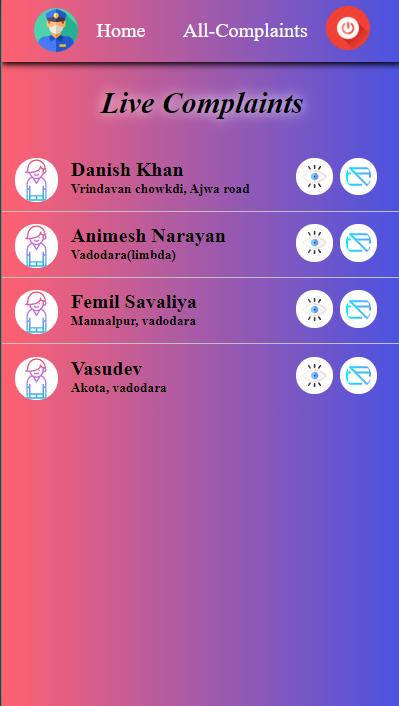 Home All-Complaints
Live Complaints
Danish Khan
Vrindavan chowkdi, Ajwa road
Animesh Narayan
Vadodara(limbda)
Femil Savaliya
Mannalpur, vadodara
Vasudev
Akota, vadodara